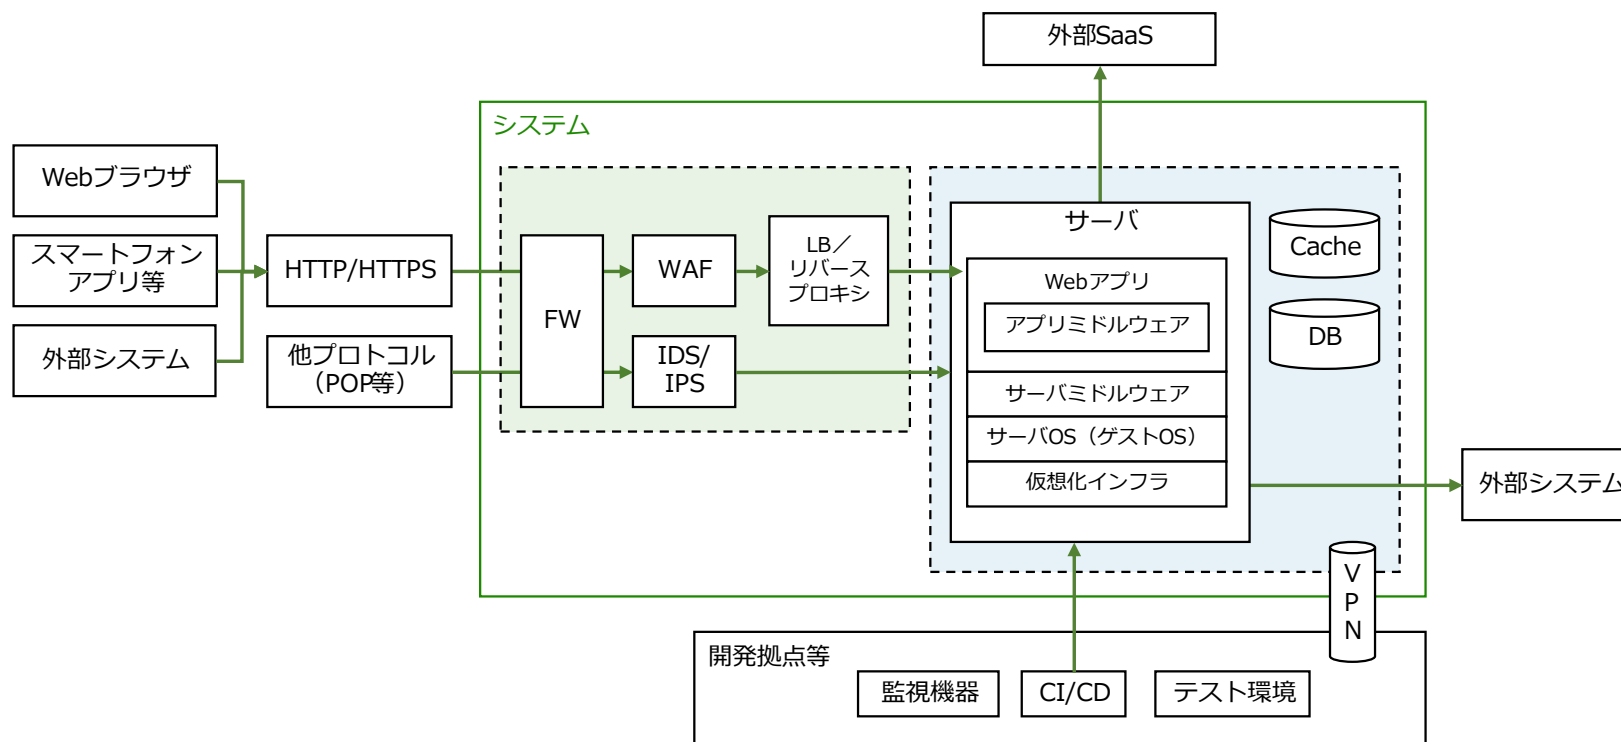 外部SaaS
システム
Webブラウザ
スマートフォン
アプリ等
外部システム
HTTP/HTTPS
他プロトコル
（POP等）
FW
WAF
LB／
リバース
プロキシ
IDS/
IPS
サーバ
Webアプリ
アプリミドルウェア
サーバミドルウェア
サーバOS（ゲストOS）
仮想化インフラ
Cache
DB
外部システム
V
P
N
開発拠点等
監視機器
CI/CD
テスト環境